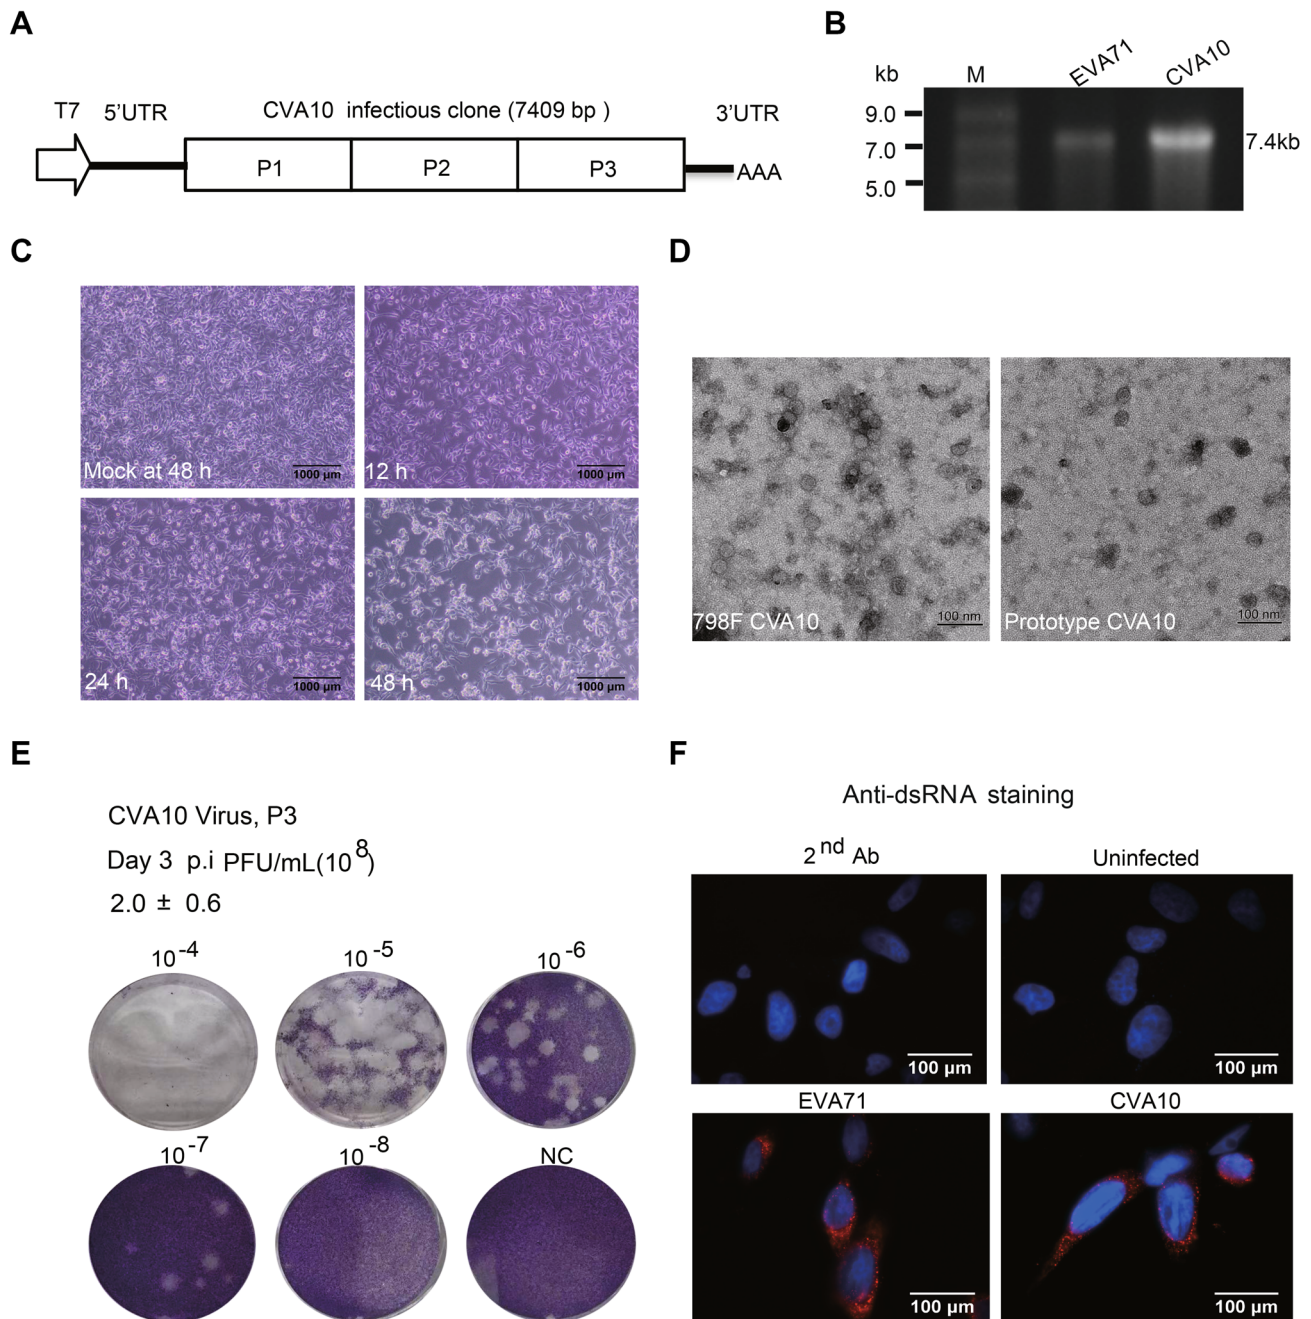 A
T7
5'UTR
CVA10 infectious clone (7409 bp )
3'UTR
P1
P2
P3
AAA
B
kb
M
EVA71
CVA10
9.0
7.0
5.0
7.4kb
C
Mock at 48 h
1000 µm
12 h
1000 µm
24 h
1000 µm
48 h
1000 µm
D
798F CVA10
100 nm
Prototype CVA10
100 nm
E
CVA10 Virus, P3
Day 3 p.i PFU/mL(10^8)
2.0 ± 0.6
10^-4
10^-5
10^-6
10^-7
10^-8
NC
F
Anti-dsRNA staining
2^nd Ab
Uninfected
100 µm
100 µm
EVA71
CVA10
100 µm
100 µm